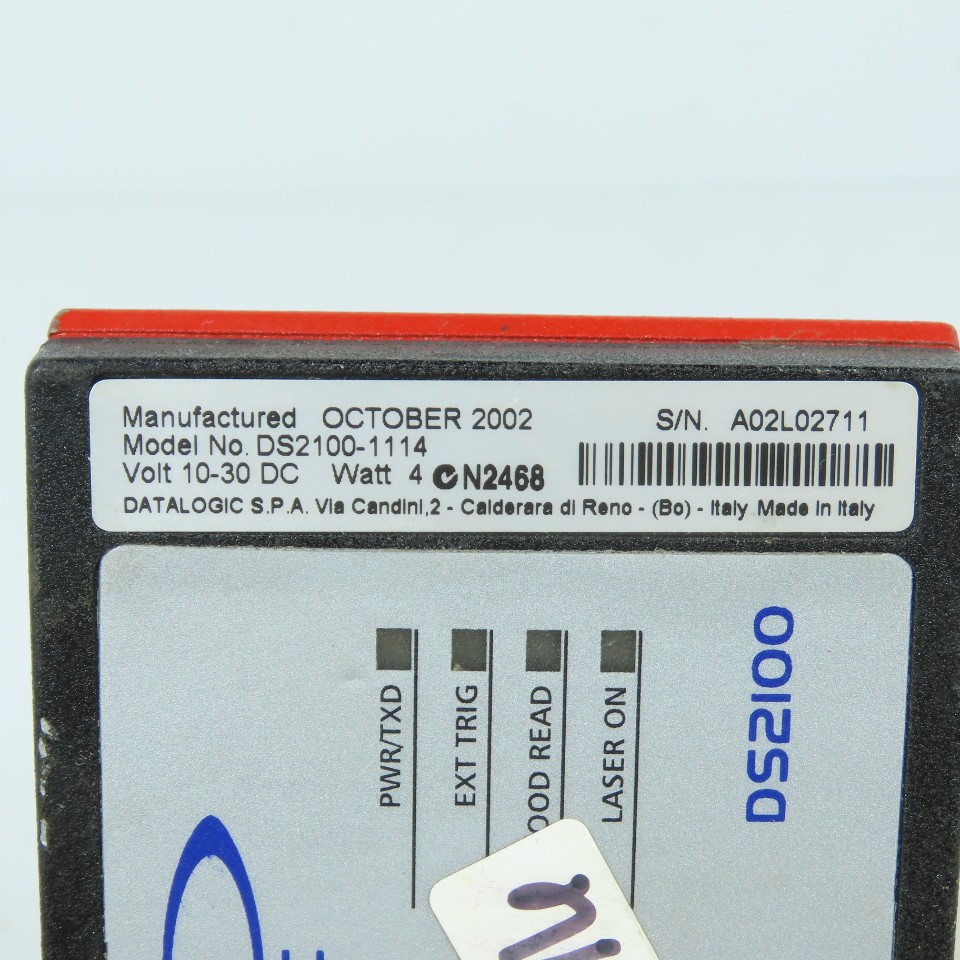 Manufactured OCTOBER 2002 S/N. A02L02711
Model No. DS2100-1114
Volt 10-30 DC Watt 4 N2468
DATALOGIC S.P.A. Via Candini,2 - Calderara di Reno - (Bo) - Italy Made in Italy
PWR/TXD
EXT TRIG
OOD READ
LASER ON
DS2100